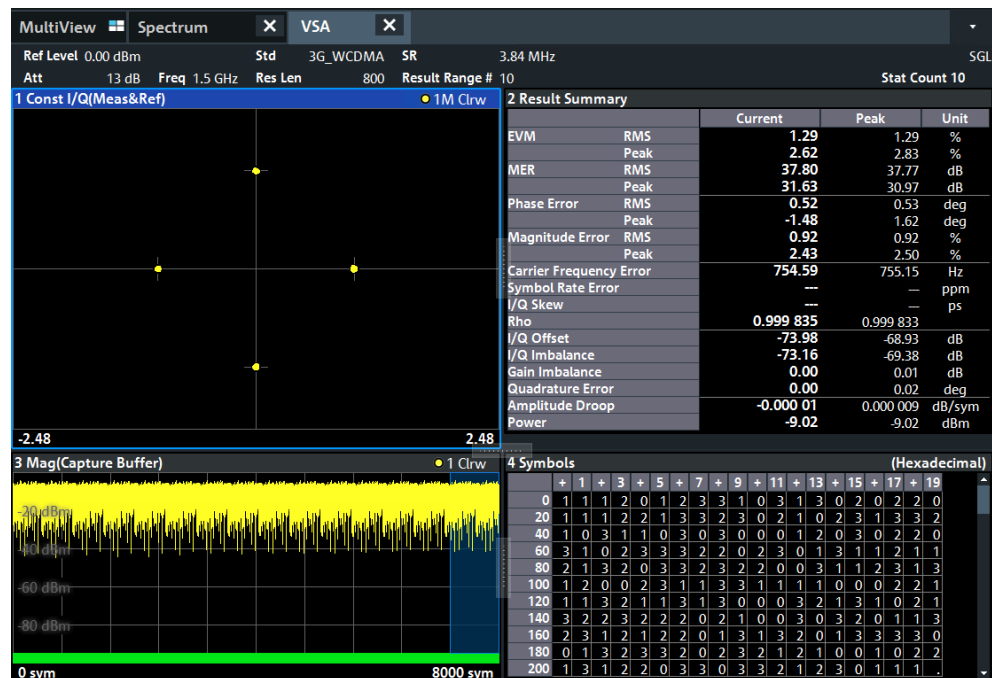 MultiView Spectrum X VSA X
Ref Level 0.00 dBm Std 3G_WCDMA SR 3.84 MHz SGL
Att 13 dB Freq 1.5 GHz Res Len 800 Result Range # 10 Stat Count 10
1 Const I/Q(Meas&Ref) 1M Clrw
-2.48 2.48
2 Result Summary
Current Peak Unit
EVM RMS 1.29 1.29 %
Peak 2.62 2.83 %
MER RMS 37.80 37.77 dB
Peak 31.63 30.97 dB
Phase Error RMS 0.52 0.53 deg
Peak -1.48 1.62 deg
Magnitude Error RMS 0.92 0.92 %
Peak 2.43 2.50 %
Carrier Frequency Error 754.59 755.15 Hz
Symbol Rate Error --- --- ppm
I/Q Skew --- --- ps
Rho 0.999 835 0.999 833
I/Q Offset -73.98 -68.93 dB
I/Q Imbalance -73.16 -69.38 dB
Gain Imbalance 0.00 0.01 dB
Quadrature Error 0.00 0.02 deg
Amplitude Droop -0.000 01 0.000 009 dB/sym
Power -9.02 -9.02 dBm
3 Mag(Capture Buffer) 1 Clrw
-20 dBm
-40 dBm
-60 dBm
-80 dBm
0 sym 8000 sym
4 Symbols (Hexadecimal)
+ 1 + 3 + 5 + 7 + 9 + 11 + 13 + 15 + 17 + 19
0 1 1 1 2 0 1 2 3 3 1 0 3 1 3 0 2 0 2 2 0
20 1 1 1 2 2 1 3 3 2 3 0 2 1 0 2 3 1 3 3 2
40 1 0 3 1 1 0 3 0 3 0 0 0 1 2 0 3 0 2 2 0
60 3 1 0 2 3 3 3 2 2 0 2 3 0 1 3 1 1 2 1 1
80 2 1 3 2 0 3 3 2 3 2 2 0 0 3 1 1 2 3 1 3
100 1 2 0 0 2 3 1 1 3 3 1 1 1 1 0 0 0 2 2 1
120 1 1 3 2 1 1 3 1 3 0 0 0 3 2 1 3 1 0 2 1
140 3 2 2 3 2 2 2 0 2 1 0 0 3 0 3 2 0 1 1 3
160 2 3 1 2 1 2 2 0 1 3 1 3 2 0 1 3 3 3 3 0
180 0 1 3 2 3 3 2 0 2 3 2 1 2 1 0 0 1 0 2 2
200 1 3 1 2 2 0 3 3 0 3 3 2 1 2 3 0 1 1 1 .